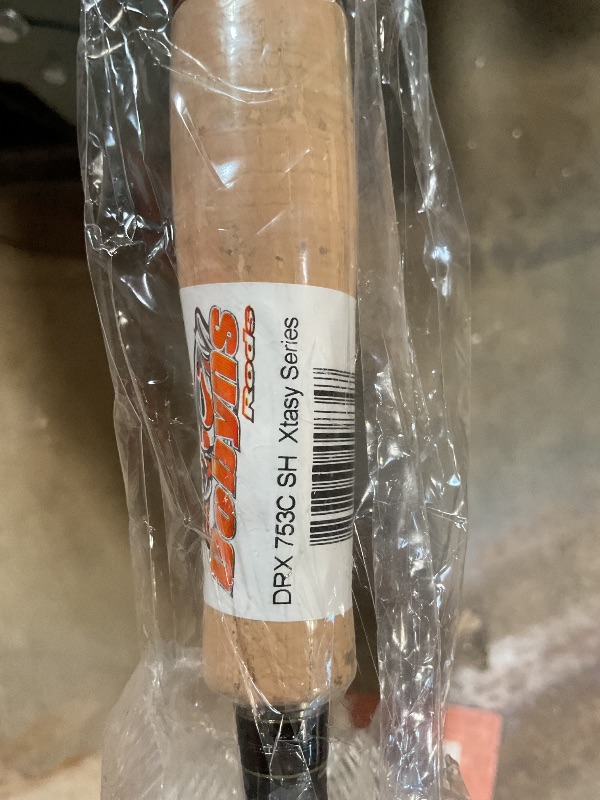 Dobyns
Rods
DRX 753C SH Xtasy Series